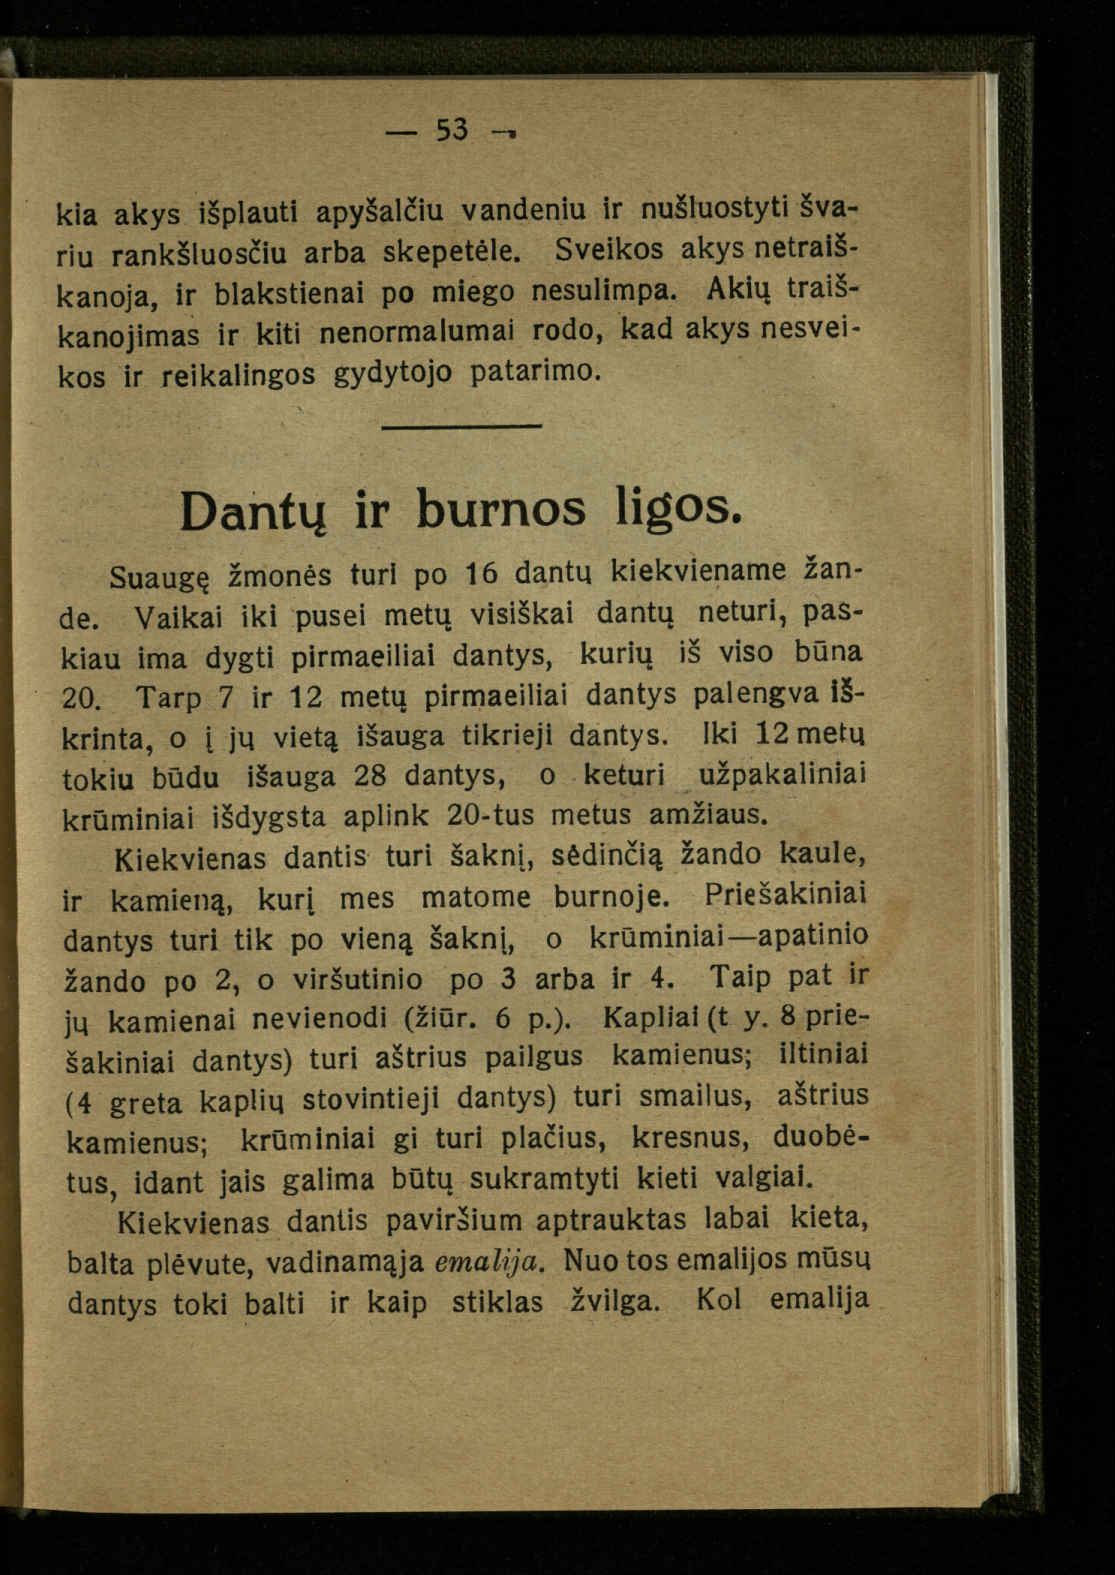 — 53 —
kia akys išplauti apyšalčiu vandeniu ir nušluostyti šva-
riu rankšluosčiu arba skepetėle. Sveikos akys netraiš-
kanoja, ir blakstienai po miego nesulimpa. Akių traiš-
kanojimas ir kiti nenormalumai rodo, kad akys nesvei-
kos ir reikalingos gydytojo patarimo.
Dantų ir burnos ligos.
Suaugę žmonės turi po 16 dantų kiekviename žan-
de. Vaikai iki pusei metų visiškai dantų neturi, pas-
kiau ima dygti pirmaeiliai dantys, kurių iš viso būna
20. Tarp 7 ir 12 metų pirmaeiliai dantys palengva iš-
krinta, o į jų vietą išauga tikrieji dantys. Iki 12 metų
tokiu būdu išauga 28 dantys, o keturi užpakaliniai
krūminiai išdygsta aplink 20-tus metus amžiaus.
Kiekvienas dantis turi šaknį, sėdinčią žando kaule,
ir kamieną, kurį mes matome burnoje. Priešakiniai
dantys turi tik po vieną šaknį, o krūminiai—apatinio
žando po 2, o viršutinio po 3 arba ir 4. Taip pat ir
jų kamienai nevienodi (žiūr. 6 p.). Kapliai (t y. 8 prie-
šakiniai dantys) turi aštrius pailgus kamienus; iltiniai
(4 greta kaplių stovintieji dantys) turi smailus, aštrius
kamienus; krūminiai gi turi plačius, kresnus, duobė-
tus, idant jais galima būtų sukramtyti kieti valgiai.
Kiekvienas dantis paviršium aptrauktas labai kieta,
balta plėvute, vadinamąja emalija. Nuo tos emalijos mūsų
dantys toki balti ir kaip stiklas žvilga. Kol emalija